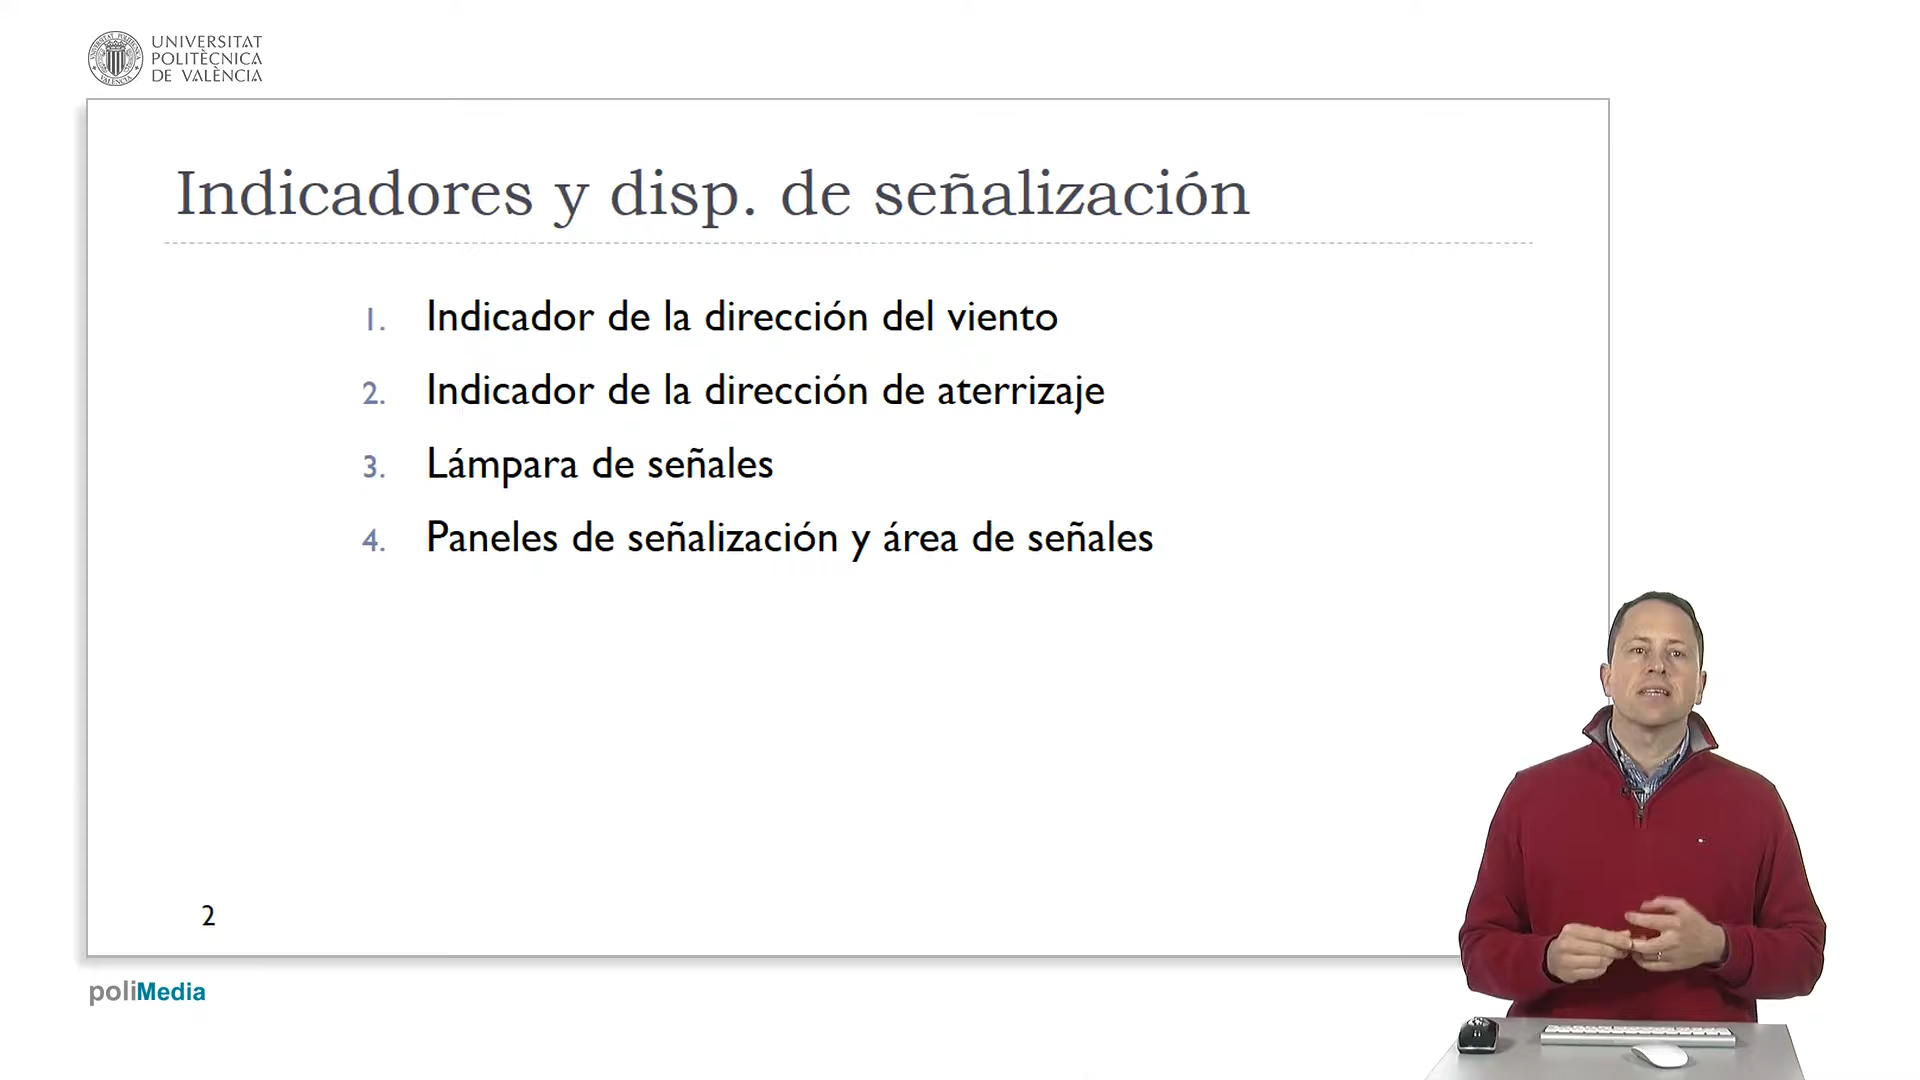 UNIVERSITAT
POLITÈCNICA
DE VALÈNCIA
Indicadores y disp. de señalización
1. Indicador de la dirección del viento
2. Indicador de la dirección de aterrizaje
3. Lámpara de señales
4. Paneles de señalización y área de señales
2
poliMedia